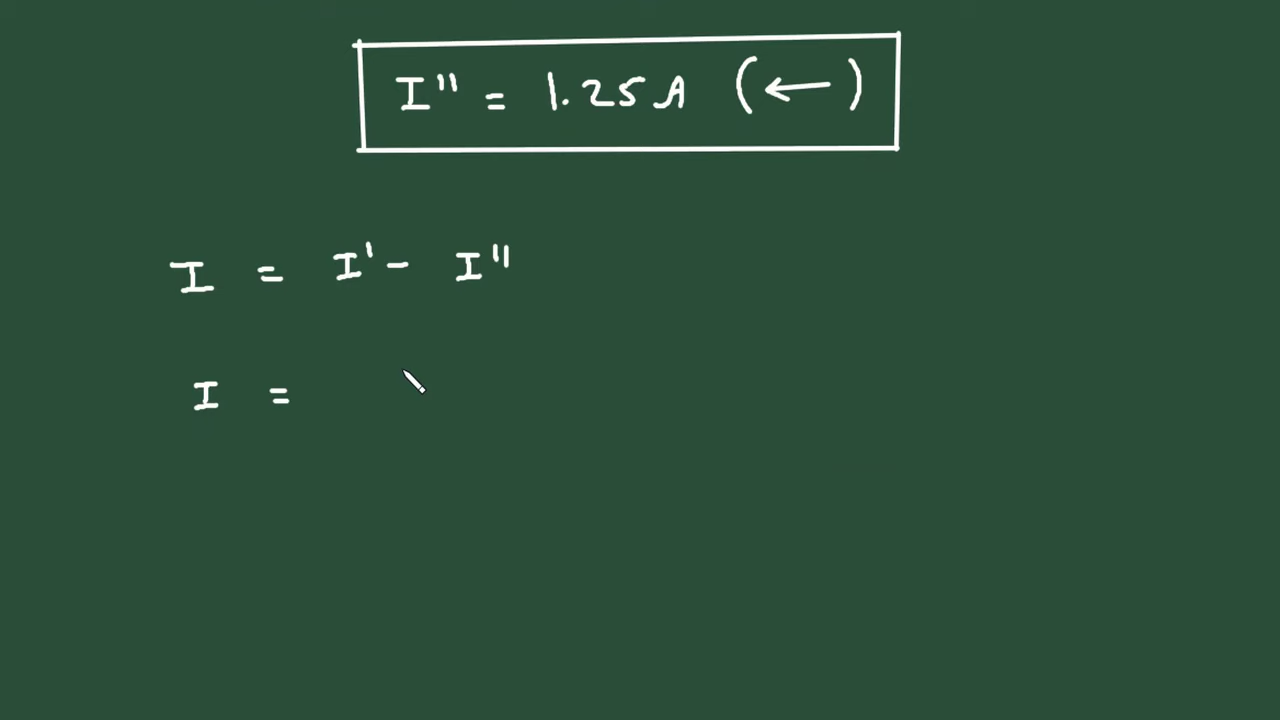 I" = 1.25A (←)
I = I' - I"
I =